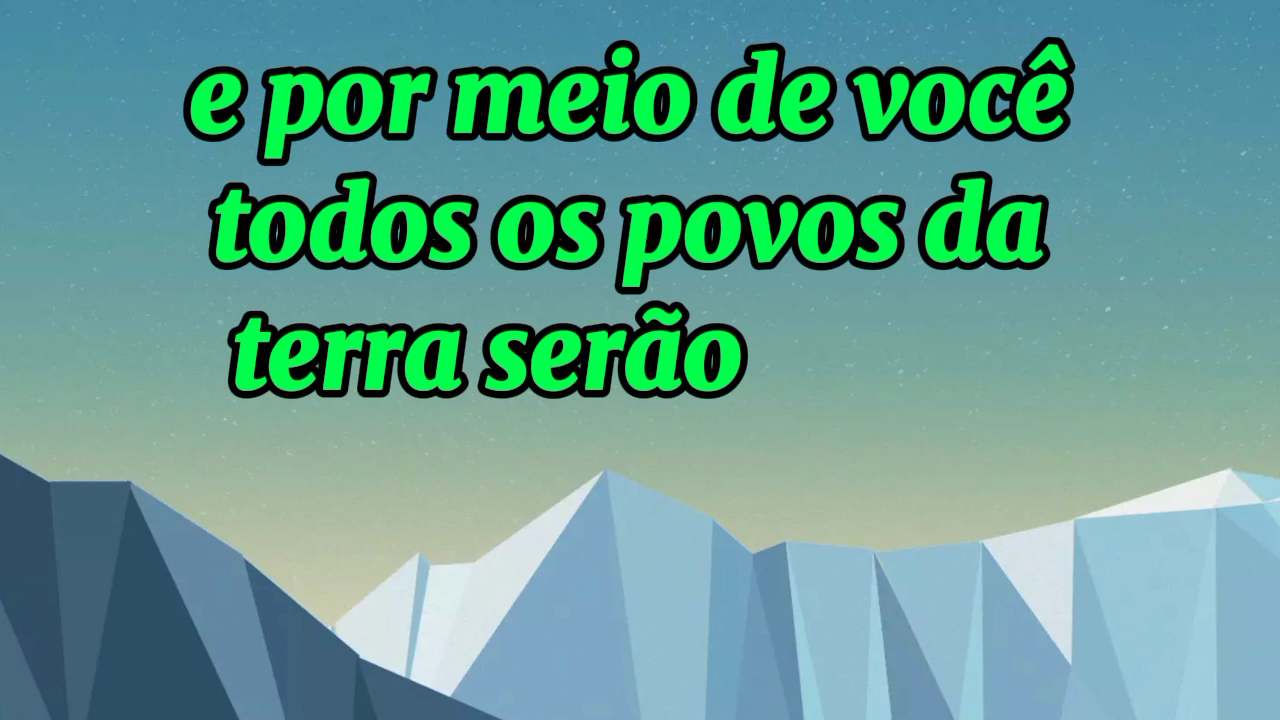 e por meio de você
todos os povos da
terra serão